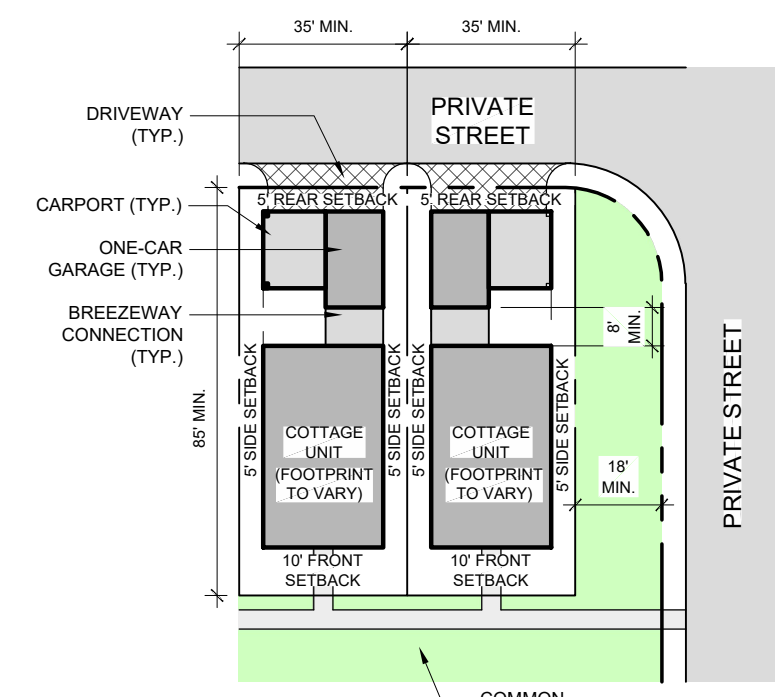 35' MIN.
35' MIN.
PRIVATE
STREET
DRIVEWAY
(TYP.)
5' REAR SETBACK
5' REAR SETBACK
CARPORT (TYP.)
ONE-CAR
GARAGE (TYP.)
BREEZEWAY
CONNECTION
(TYP.)
8'
MIN.
PRIVATE STREET
85' MIN.
5' SIDE SETBACK
5' SIDE SETBACK
5' SIDE SETBACK
5' SIDE SETBACK
COTTAGE
UNIT
(FOOTPRINT
TO VARY)
COTTAGE
UNIT
(FOOTPRINT
TO VARY)
18'
MIN.
10' FRONT
SETBACK
10' FRONT
SETBACK
COMMON